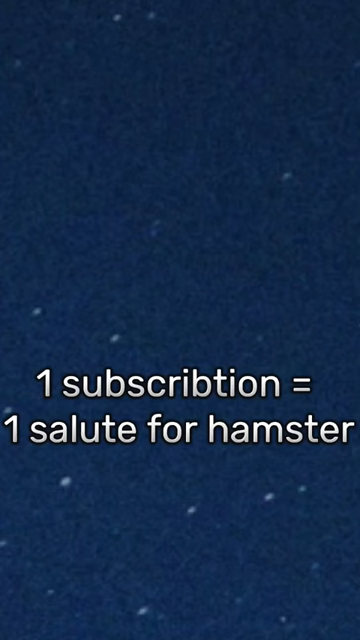 1 subscribtion =
1 salute for hamster